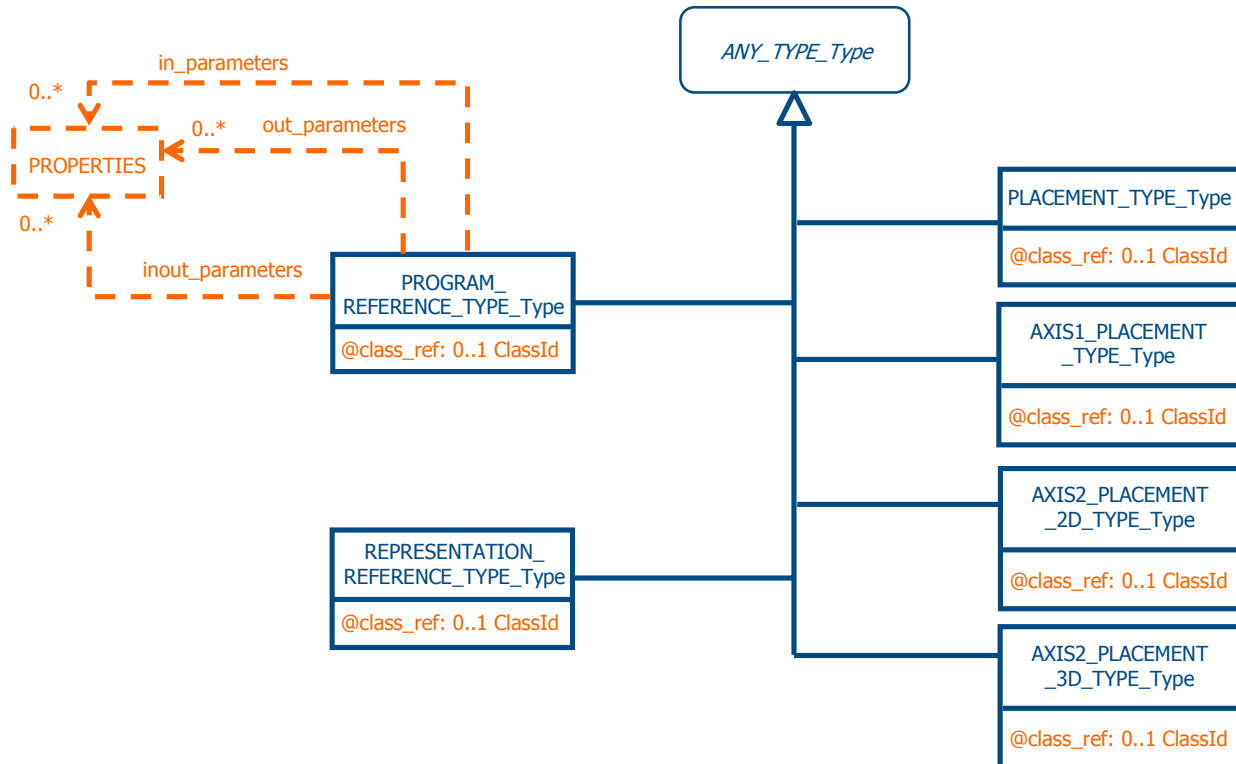 ANY_TYPE_Type
in_parameters
0..*
0..*
out_parameters
PROPERTIES
0..*
inout_parameters
PROGRAM_
REFERENCE_TYPE_Type
@class_ref: 0..1 ClassId
REPRESENTATION_
REFERENCE_TYPE_Type
@class_ref: 0..1 ClassId
PLACEMENT_TYPE_Type
@class_ref: 0..1 ClassId
AXIS1_PLACEMENT
_TYPE_Type
@class_ref: 0..1 ClassId
AXIS2_PLACEMENT
_2D_TYPE_Type
@class_ref: 0..1 ClassId
AXIS2_PLACEMENT
_3D_TYPE_Type
@class_ref: 0..1 ClassId